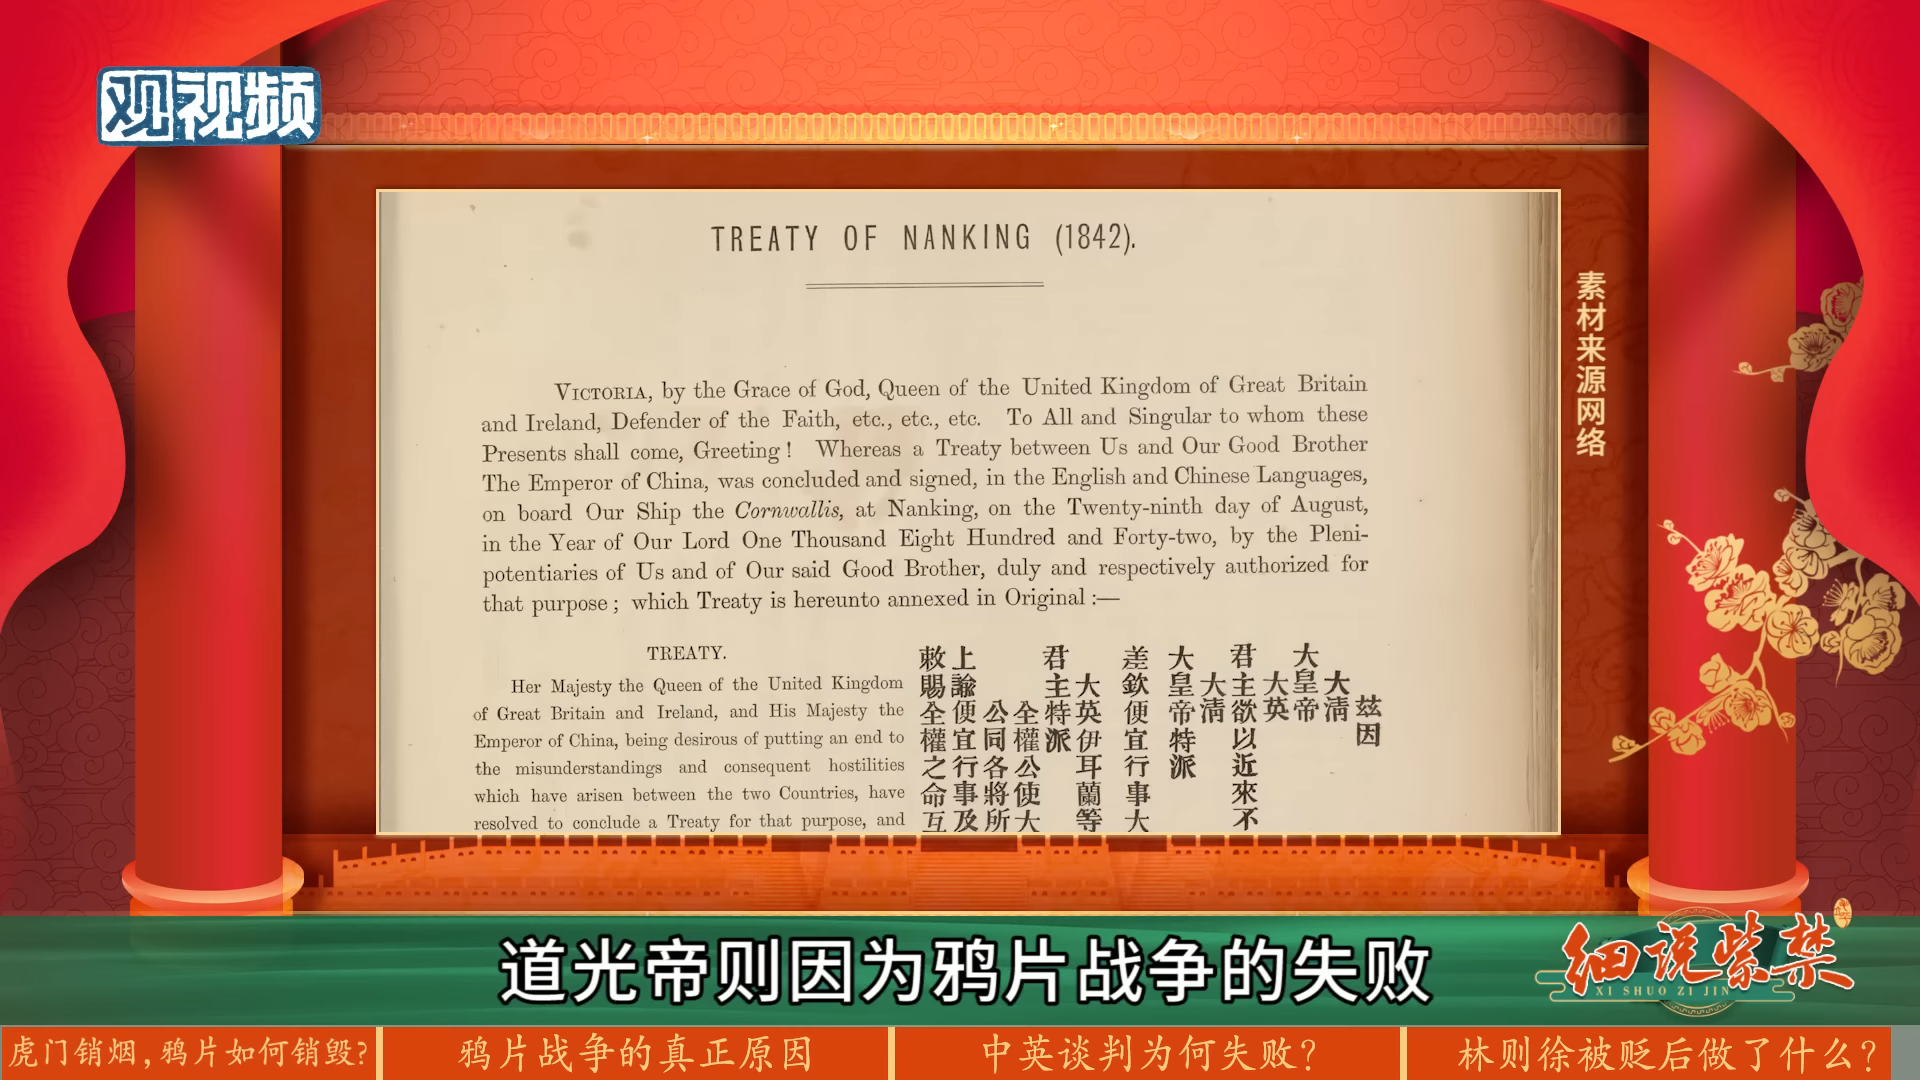 观视频
TREATY OF NANKING (1842).
VICTORIA, by the Grace of God, Queen of the United Kingdom of Great Britain
and Ireland, Defender of the Faith, etc., etc., etc. To All and Singular to whom these
Presents shall come, Greeting! Whereas a Treaty between Us and Our Good Brother
The Emperor of China, was concluded and signed, in the English and Chinese Languages,
on board Our Ship the Cornwallis, at Nanking, on the Twenty-ninth day of August,
in the Year of Our Lord One Thousand Eight Hundred and Forty-two, by the Pleni-
potentiaries of Us and of Our said Good Brother, duly and respectively authorized for
that purpose; which Treaty is hereunto annexed in Original :—
TREATY.
Her Majesty the Queen of the United Kingdom
of Great Britain and Ireland, and His Majesty the
Emperor of China, being desirous of putting an end to
the misunderstandings and consequent hostilities
which have arisen between the two Countries, have
resolved to conclude a Treaty for that purpose, and
茲因
大清
大皇帝
大英
君主欲以近來不
大清
大皇帝特派
差欽便宜行事大
大英伊耳蘭等
君主特派
全權公使大
公同各將所
上諭便宜行事及
敕賜全權之命互
素材来源网络
道光帝则因为鸦片战争的失败
细说紫禁
XI SHUO ZI JIN
虎门销烟,鸦片如何销毁?
鸦片战争的真正原因
中英谈判为何失败?
林则徐被贬后做了什么?